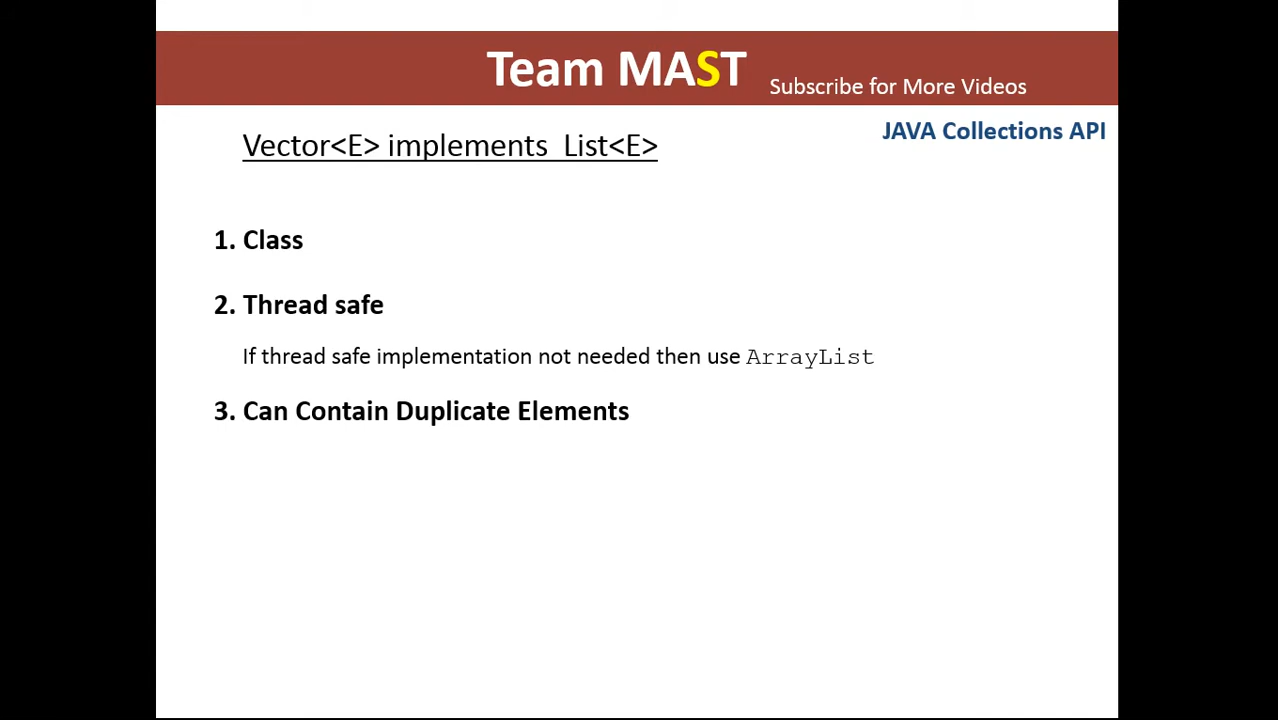 Team MAST
Subscribe for More Videos
JAVA Collections API
Vector<E> implements List<E>
1. Class
2. Thread safe
If thread safe implementation not needed then use ArrayList
3. Can Contain Duplicate Elements